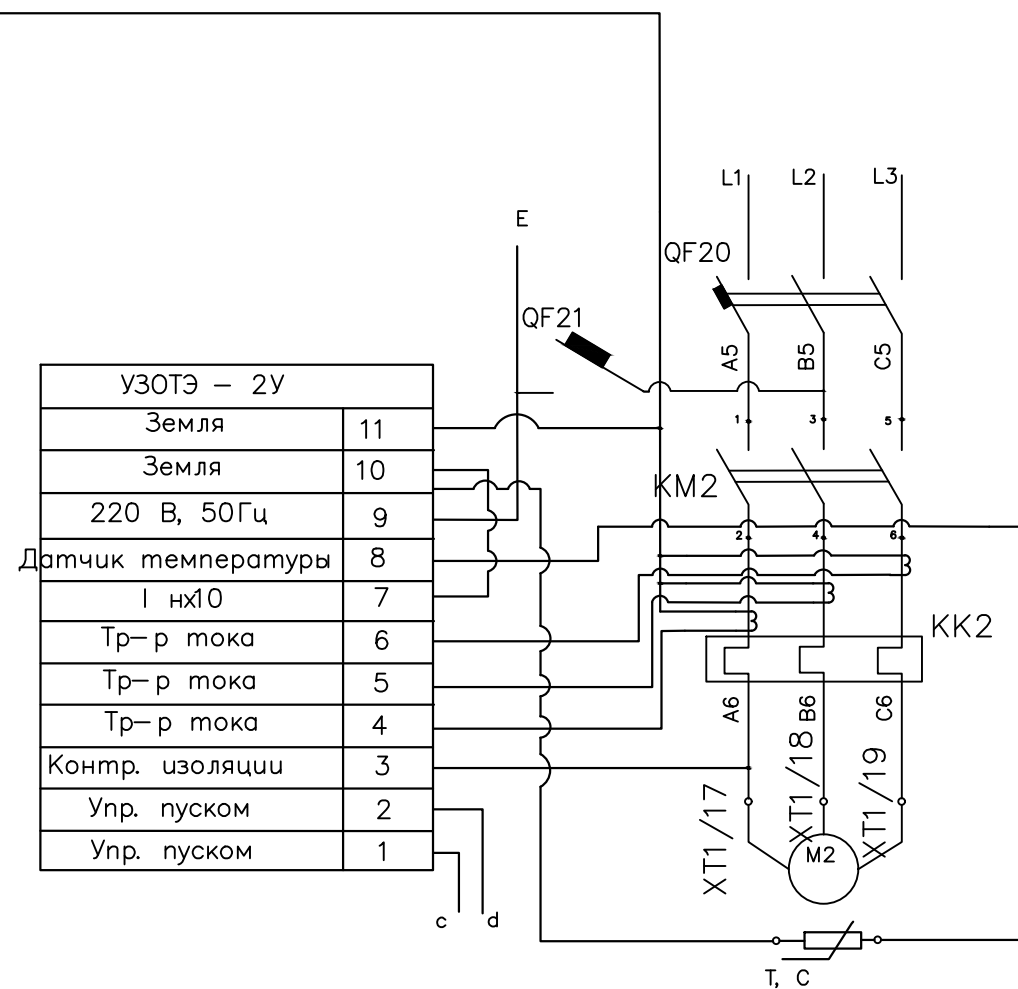 L1 L2 L3
E
QF20
QF21
A5 B5 C5
УЗОТЭ – 2У
Земля 11
Земля 10
220 В, 50Гц 9
Датчик температуры 8
I нх10 7
Тр–р тока 6
Тр–р тока 5
Тр–р тока 4
Контр. изоляции 3
Упр. пуском 2
Упр. пуском 1
1 3 5
KM2
2 4 6
KK2
A6 B6 C6
XT1/17 XT1/18 XT1/19
M2
c d
T, C